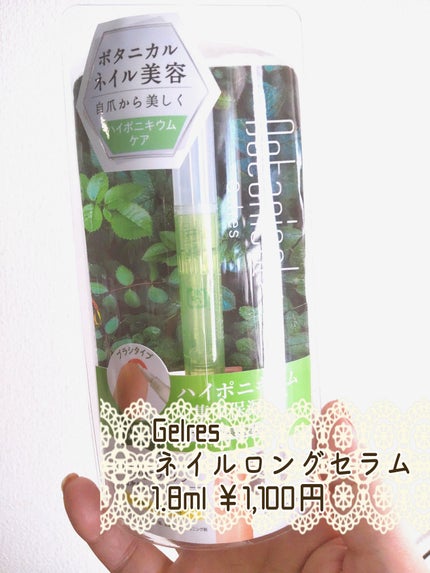 ボタニカル
ネイル美容
自爪から美しく
ハイポニキウム
ケア
Botanical
Gelres
ブラシタイプ
ハイポニキウム
Gelres
ネイルロングセラム
1.8ml ¥1,100円